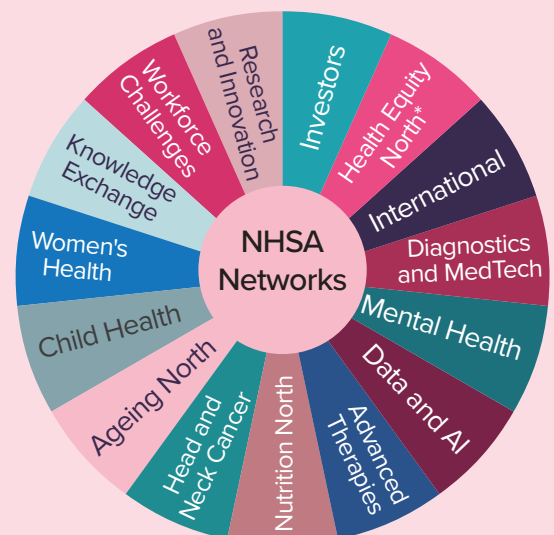 NHSA
Networks
Investors
Health Equity
North*
International
Diagnostics
and MedTech
Mental Health
Data and AI
Advanced
Therapies
Nutrition North
Head and
Neck Cancer
Ageing North
Child Health
Women's
Health
Knowledge
Exchange
Workforce
Challenges
Research
and Innovation